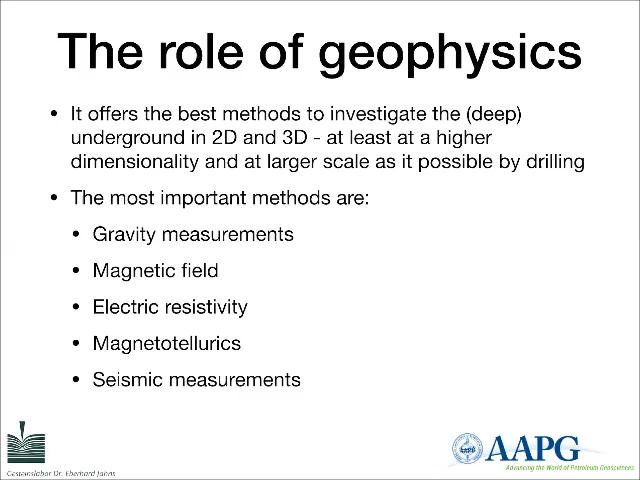 The role of geophysics
• It offers the best methods to investigate the (deep)
underground in 2D and 3D - at least at a higher
dimensionality and at larger scale as it possible by drilling
• The most important methods are:
• Gravity measurements
• Magnetic field
• Electric resistivity
• Magnetotellurics
• Seismic measurements
Gesteinslabor Dr. Eberhard Jahns
AAPG
Advancing the World of Petroleum Geosciences